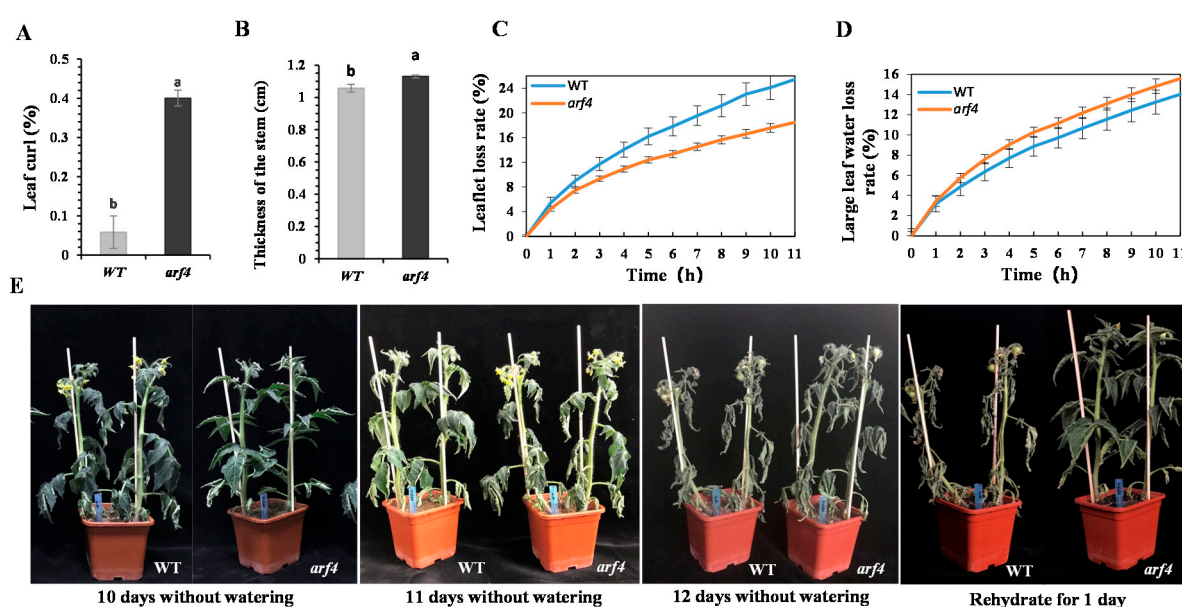 A
Leaf curl (%)
0.5
0.4
0.3
0.2
0.1
0
b
a
WT
arf4
B
Thickness of the stem (cm)
1.2
1
0.8
0.6
0.4
0.2
0
b
a
WT
arf4
C
Leaflet loss rate (%)
24
20
16
12
8
4
0
WT
arf4
0 1 2 3 4 5 6 7 8 9 10 11
Time (h)
D
Large leaf water loss
rate (%)
16
14
12
10
8
6
4
2
0
WT
arf4
0 1 2 3 4 5 6 7 8 9 10 11
Time (h)
E
WT
arf4
WT
arf4
WT
arf4
WT
arf4
10 days without watering
11 days without watering
12 days without watering
Rehydrate for 1 day